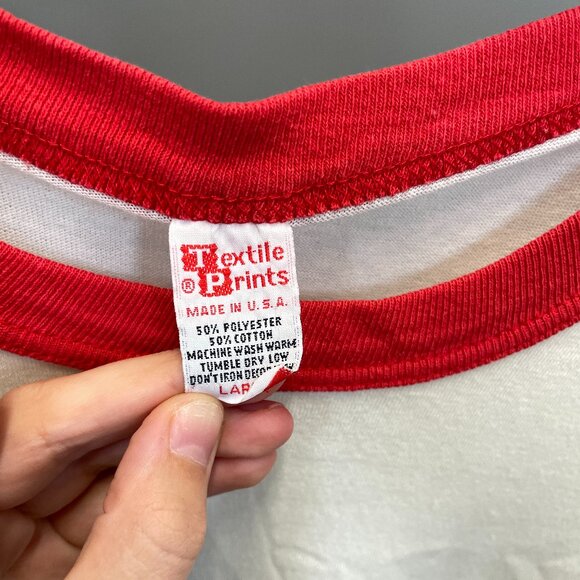 Textile
® Prints
MADE IN U.S.A.
50% POLYESTER
50% COTTON
MACHINE WASH WARM
TUMBLE DRY LOW
DON'T IRON